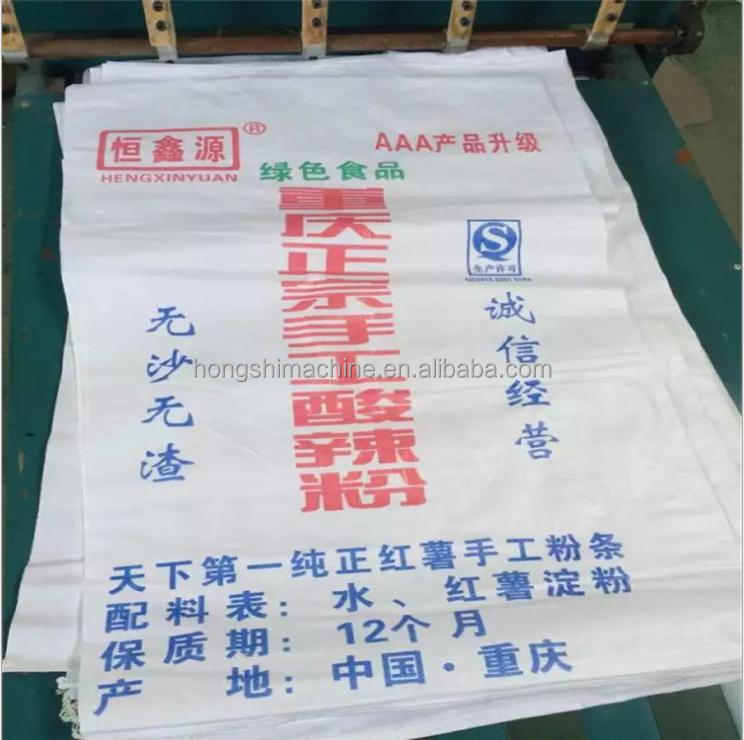 恒鑫源®
HENGXINYUAN
AAA产品升级
绿色食品
重庆正宗手工酸辣粉
生产许可
无沙无渣
诚信经营
hongshimachine.en.alibaba.com
天下第一纯正红薯手工粉条
配料表：水、红薯淀粉
保质期：12个月
产 地：中国·重庆